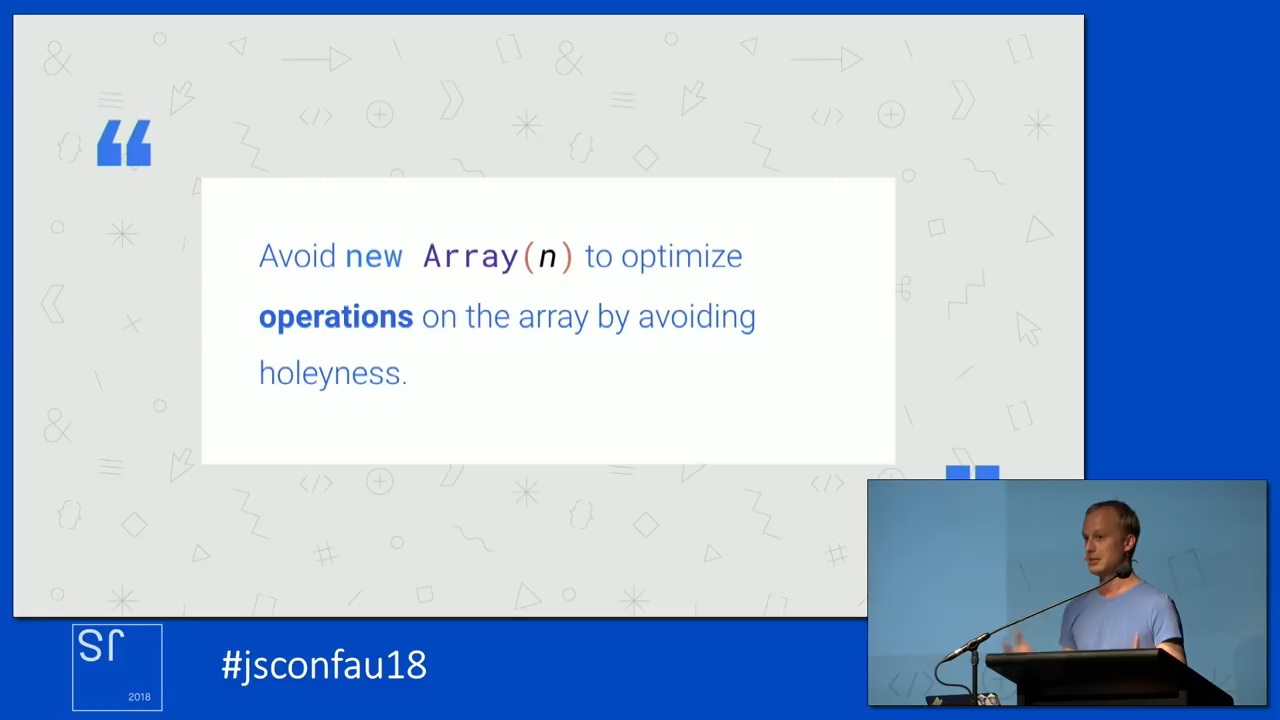 “
Avoid new Array(n) to optimize
operations on the array by avoiding
holeyness.
JS
2018
#jsconfau18